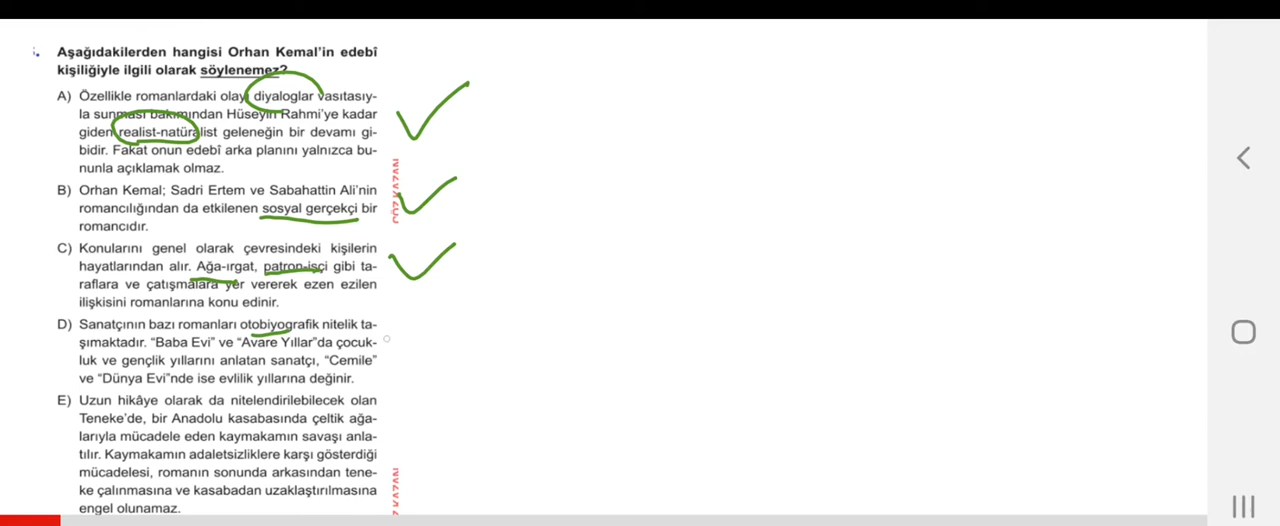 Aşağıdakilerden hangisi Orhan Kemal'in edebî
kişiliğiyle ilgili olarak söylenemez?
A) Özellikle romanlardaki olayı diyaloglar vasıtasıy-
la sunması bakımından Hüseyin Rahmi'ye kadar
giden realist-natüralist geleneğin bir devamı gi-
bidir. Fakat onun edebî arka planını yalnızca bu-
nunla açıklamak olmaz.
B) Orhan Kemal; Sadri Ertem ve Sabahattin Ali'nin
romancılığından da etkilenen sosyal gerçekçi bir
romancıdır.
C) Konularını genel olarak çevresindeki kişilerin
hayatlarından alır. Ağa-ırgat, patron-işçi gibi ta-
raflara ve çatışmalara yer vererek ezen ezilen
ilişkisini romanlarına konu edinir.
D) Sanatçının bazı romanları otobiyografik nitelik ta-
şımaktadır. "Baba Evi" ve "Avare Yıllar"da çocuk-
luk ve gençlik yıllarını anlatan sanatçı, "Cemile"
ve "Dünya Evi"nde ise evlilik yıllarına değinir.
E) Uzun hikâye olarak da nitelendirilebilecek olan
Teneke'de, bir Anadolu kasabasında çeltik ağa-
larıyla mücadele eden kaymakamın savaşı anla-
tılır. Kaymakamın adaletsizliklere karşı gösterdiği
mücadelesi, romanın sonunda arkasından tene-
ke çalınmasına ve kasabadan uzaklaştırılmasına
engel olunamaz.